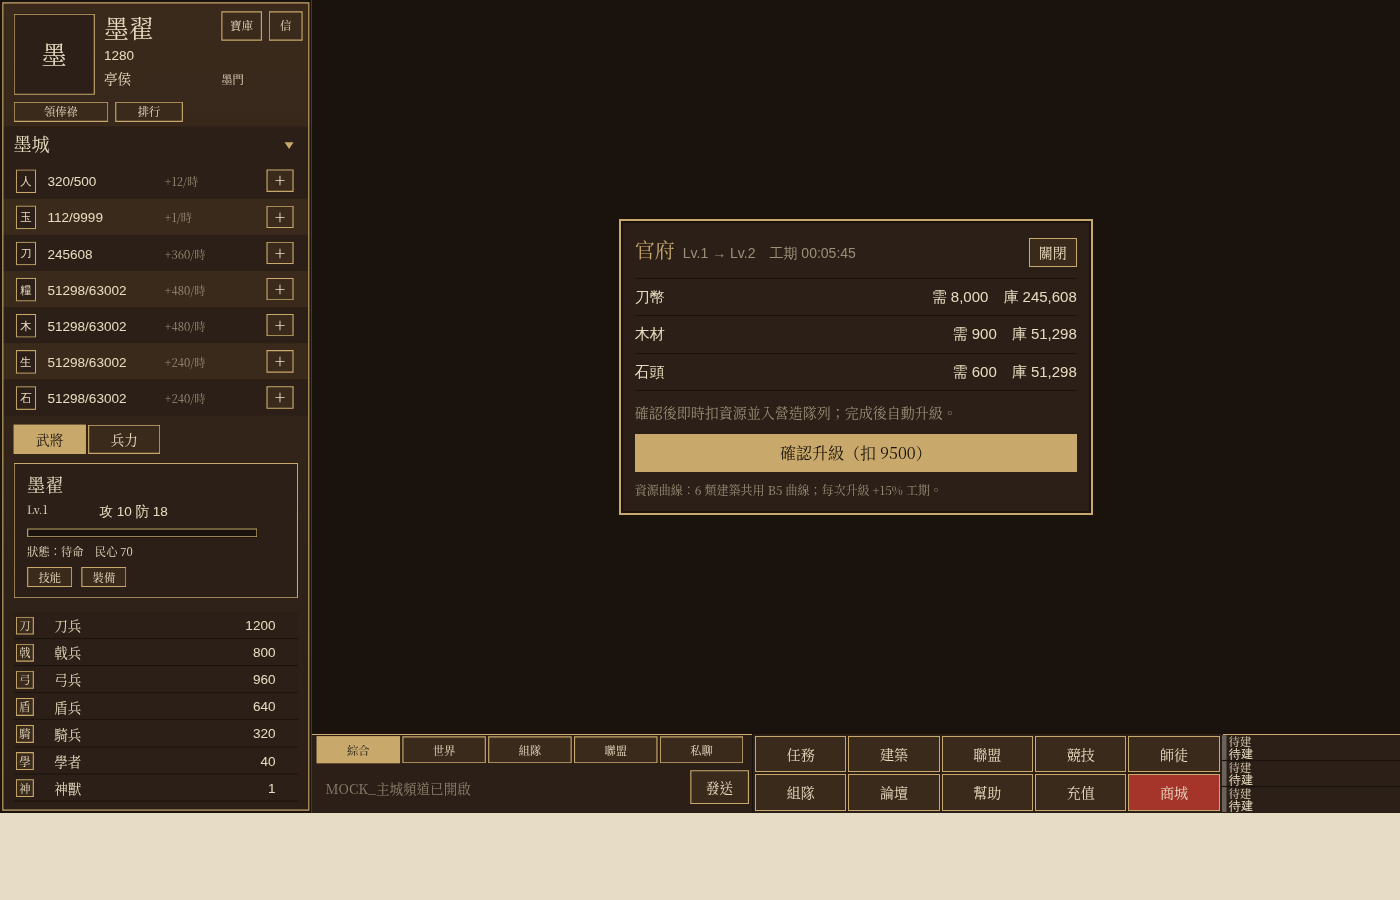 墨
墨翟
寶庫
信
1280
亭侯
墨門
領俸祿
排行
墨城
人 320/500 +12/時 +
玉 112/9999 +1/時 +
刀 245608 +360/時 +
糧 51298/63002 +480/時 +
木 51298/63002 +480/時 +
生 51298/63002 +240/時 +
石 51298/63002 +240/時 +
武將 兵力
墨翟
Lv.1 攻 10 防 18
狀態：待命 民心 70
技能 裝備
刀 刀兵 1200
戟 戟兵 800
弓 弓兵 960
盾 盾兵 640
騎 騎兵 320
學 學者 40
神 神獸 1
官府 Lv.1 → Lv.2 工期 00:05:45
關閉
刀幣 需 8,000 庫 245,608
木材 需 900 庫 51,298
石頭 需 600 庫 51,298
確認後即時扣資源並入營造隊列；完成後自動升級。
確認升級（扣 9500）
資源曲線：6 類建築共用 B5 曲線；每次升級 +15% 工期。
綜合 世界 組隊 聯盟 私聊
MOCK_主城頻道已開啟
發送
任務 建築 聯盟 競技 師徒
組隊 論壇 幫助 充值 商城
待建
待建
待建
待建
待建
待建